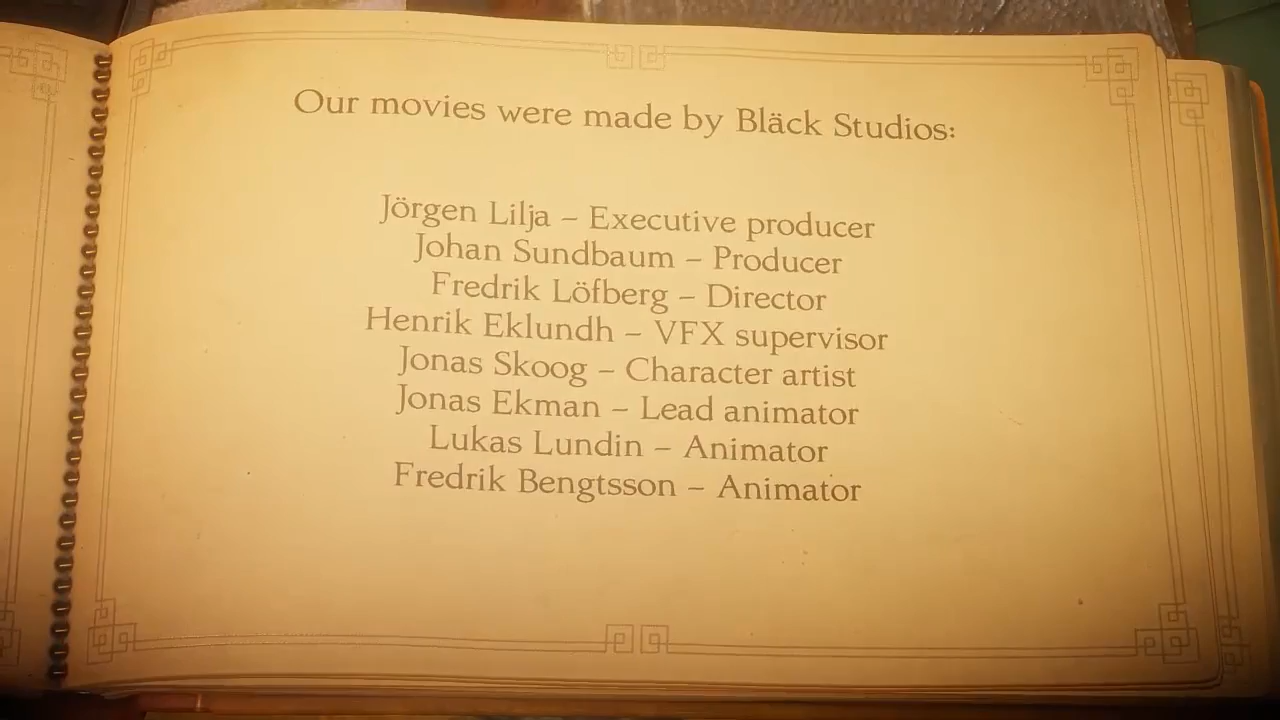 Our movies were made by Bläck Studios:
Jörgen Lilja – Executive producer
Johan Sundbaum – Producer
Fredrik Löfberg – Director
Henrik Eklundh – VFX supervisor
Jonas Skoog – Character artist
Jonas Ekman – Lead animator
Lukas Lundin – Animator
Fredrik Bengtsson – Animator